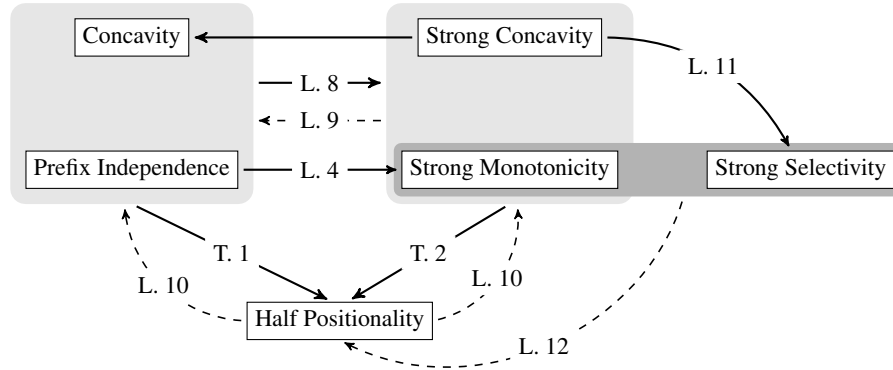 Concavity
Strong Concavity
L. 11
L. 8
L. 9
Prefix Independence
L. 4
Strong Monotonicity
Strong Selectivity
T. 1
T. 2
L. 10
L. 10
Half Positionality
L. 12